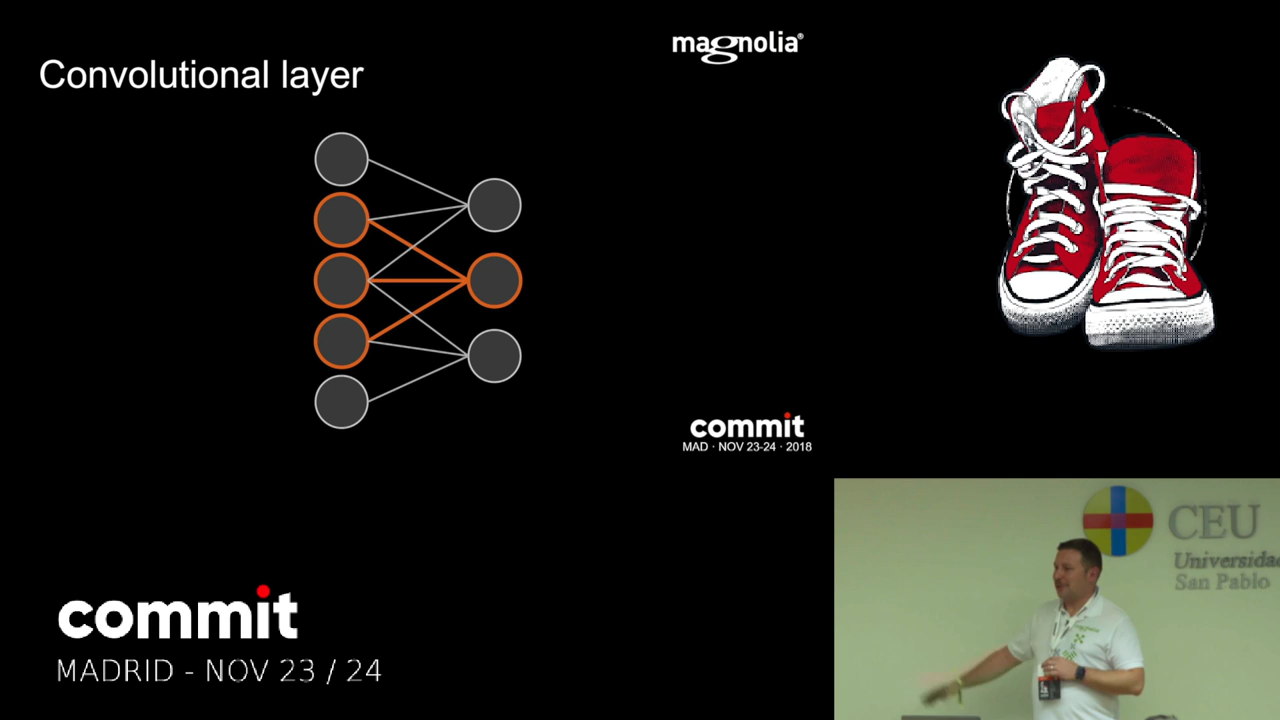 magnolia®
Convolutional layer
commit
MAD · NOV 23-24 · 2018
CEU
Universidad
San Pablo
commit
MADRID - NOV 23 / 24